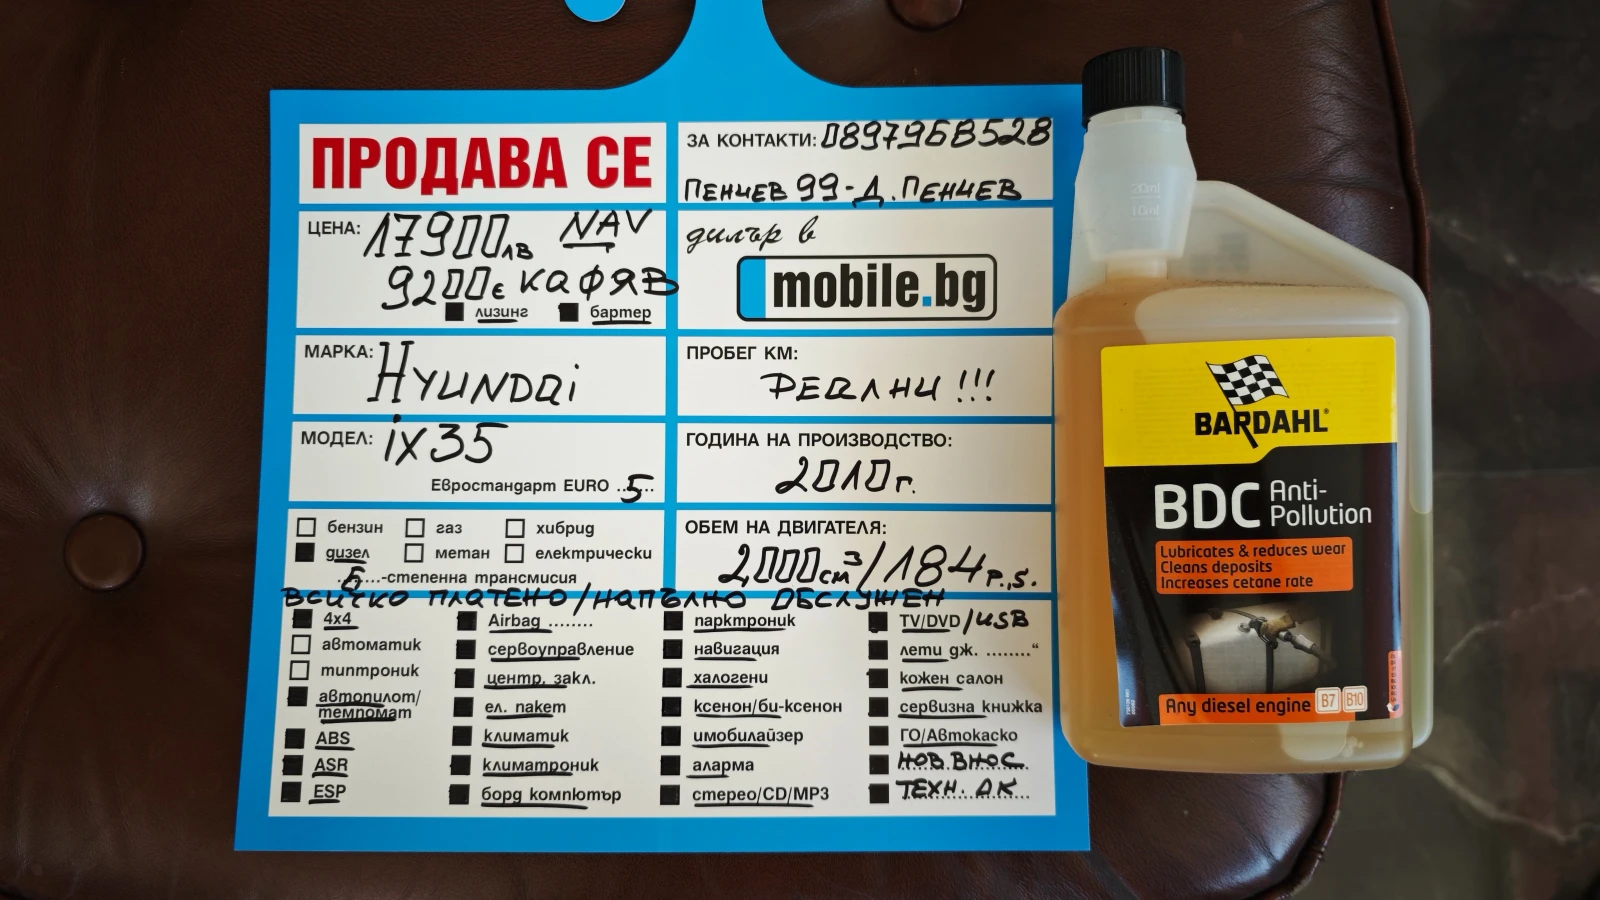 ПРОДАВА СЕ
ЦЕНА: 17900лв NAV
9200€ КАФЯВ
лизинг бартер
МАРКА: HYUNDAi
МОДЕЛ: ix35
Евростандарт EURO ..5....
бензин газ хибрид
дизел метан електрически
....6....-степенна трансмисия
ВСИЧКО ПЛАТЕНО/НАПЪЛНО ОБСЛУЖЕН
ЗА КОНТАКТИ: 0897968528
ПЕНЧЕВ 99-Д.ПЕНЧЕВ
дилър в
mobile.bg
ПРОБЕГ КМ:
РЕАЛНИ!!!
ГОДИНА НА ПРОИЗВОДСТВО:
2010г.
ОБЕМ НА ДВИГАТЕЛЯ:
2,000см³/184p.s.
4x4
автоматик
типтроник
автопилот/
темпомат
ABS
ASR
ESP
Airbag ........
сервоуправление
центр. закл.
ел. пакет
климатик
климатроник
борд компютър
парктроник
навигация
халогени
ксенон/би-ксенон
имобилайзер
аларма
стерео/CD/MP3
TV/DVD/USB
лети дж. ........"
кожен салон
сервизна книжка
ГО/Автокаско
НОВ ВНОС
ТЕХН. ОК
20ml
10ml
BARDAHL®
BDC Anti-
Pollution
Lubricates & reduces wear
Cleans deposits
Increases cetane rate
Any diesel engine B7 B10